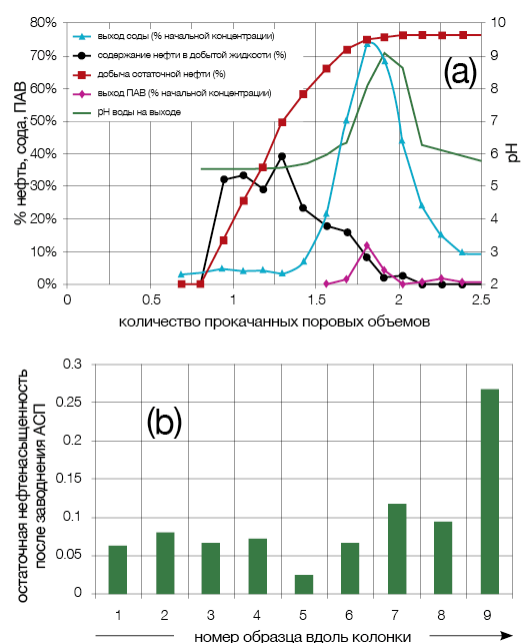 80%
70%
60%
50%
40%
30%
20%
10%
0%
% нефть, сода, ПАВ
выход соды (% начальной концентрации)
содержание нефти в добытой жидкости (%)
добыча остаточной нефти (%)
выход ПАВ (% начальной концентрации)
pH воды на выходе
(a)
10
9
8
7
6
5
4
3
2
pH
0 0.5 1 1.5 2 2.5
количество прокачанных поровых объемов
0.3
0.25
0.2
0.1
0.1
0.05
0
остаточная нефтенасыщенность
после заводнения АСП
(b)
1 2 3 4 5 6 7 8 9
номер образца вдоль колонки